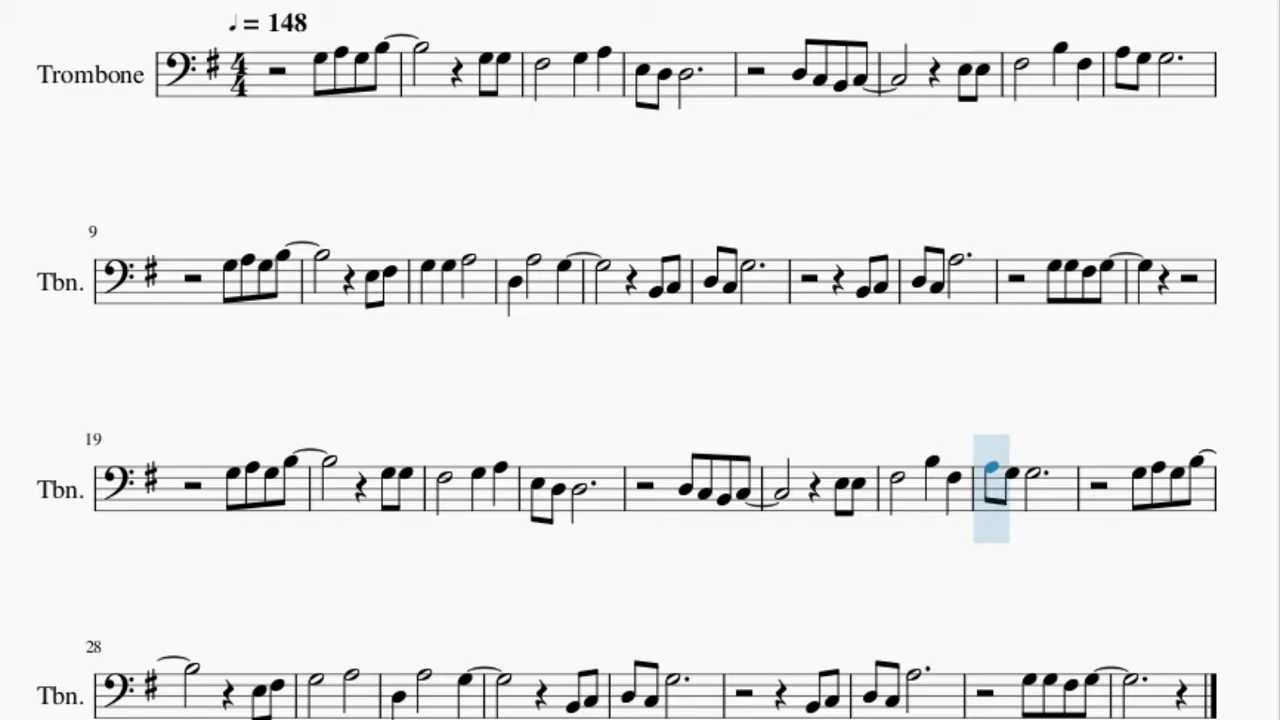 ♩ = 148
Trombone
4
4
9
Tbn.
19
Tbn.
28
Tbn.